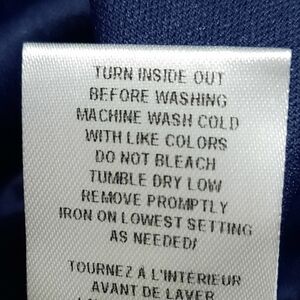 TURN INSIDE OUT
BEFORE WASHING
MACHINE WASH COLD
WITH LIKE COLORS
DO NOT BLEACH
TUMBLE DRY LOW
REMOVE PROMPTLY
IRON ON LOWEST SETTING
AS NEEDED/
TOURNEZ À L'INTÉRIEUR
AVANT DE LAVER